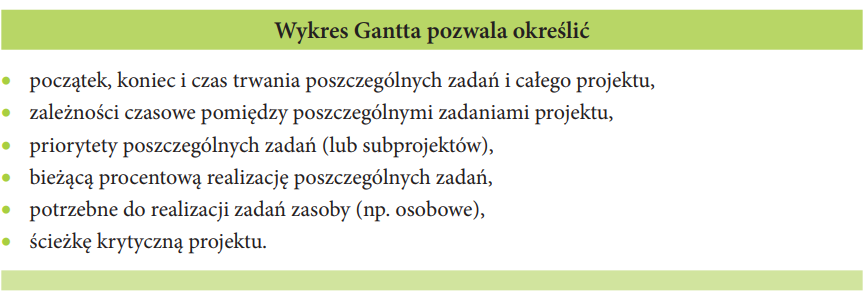 Wykres Gantta pozwala określić
• początek, koniec i czas trwania poszczególnych zadań i całego projektu,
• zależności czasowe pomiędzy poszczególnymi zadaniami projektu,
• priorytety poszczególnych zadań (lub subprojektów),
• bieżącą procentową realizację poszczególnych zadań,
• potrzebne do realizacji zadań zasoby (np. osobowe),
• ścieżkę krytyczną projektu.